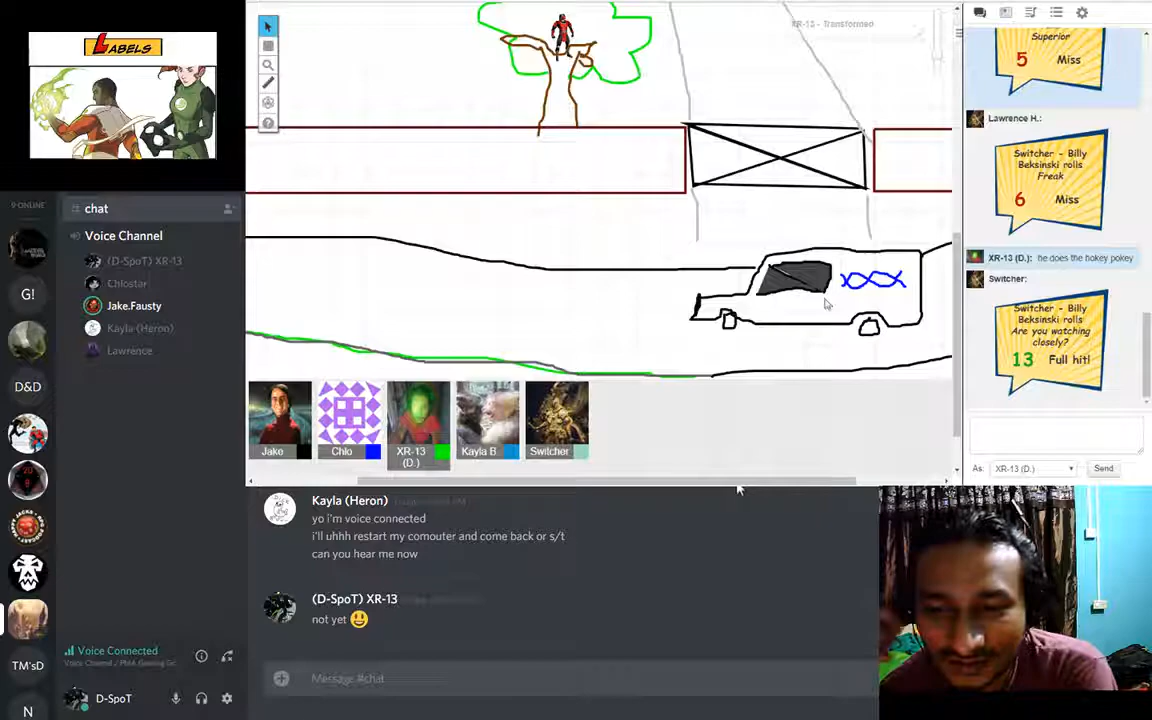 LABELS
9 ONLINE
G!
D&D
TM'sD
N
# chat
Voice Channel
(D-SpoT) XR-13
Chlostar
Jake.Fausty
Kayla (Heron)
Lawrence
Voice Connected
D-SpoT
XR-13 - Transformed
Jake
Chlo
XR-13
(D.)
Kayla B
Switcher
Kayla (Heron)
yo i'm voice connected
i'll uhhh restart my comouter and come back or s/t
can you hear me now
(D-SpoT) XR-13
not yet
Message #chat
Superior
5 Miss
Lawrence H.:
Switcher - Billy
Beksinski rolls
Freak
6 Miss
XR-13 (D.): he does the hokey pokey
Switcher:
Switcher - Billy
Beksinski rolls
Are you watching
closely?
13 Full hit!
As: XR-13 (D.) Send